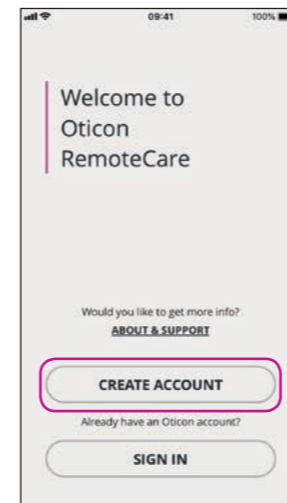 09:41 100%
Welcome to
Oticon
RemoteCare
Would you like to get more info?
ABOUT & SUPPORT
CREATE ACCOUNT
Already have an Oticon account?
SIGN IN